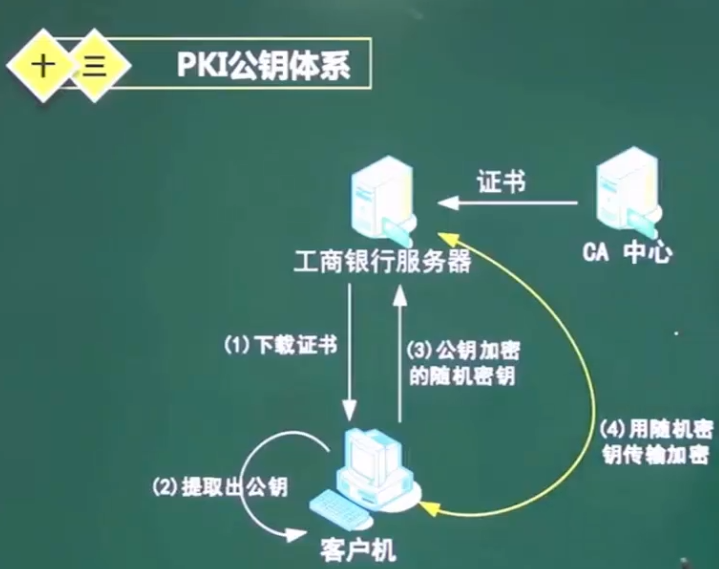 十三
PKI公钥体系
证书
CA 中心
工商银行服务器
(1)下载证书
(3)公钥加密
的随机密钥
(4)用随机密
钥传输加密
(2)提取出公钥
客户机